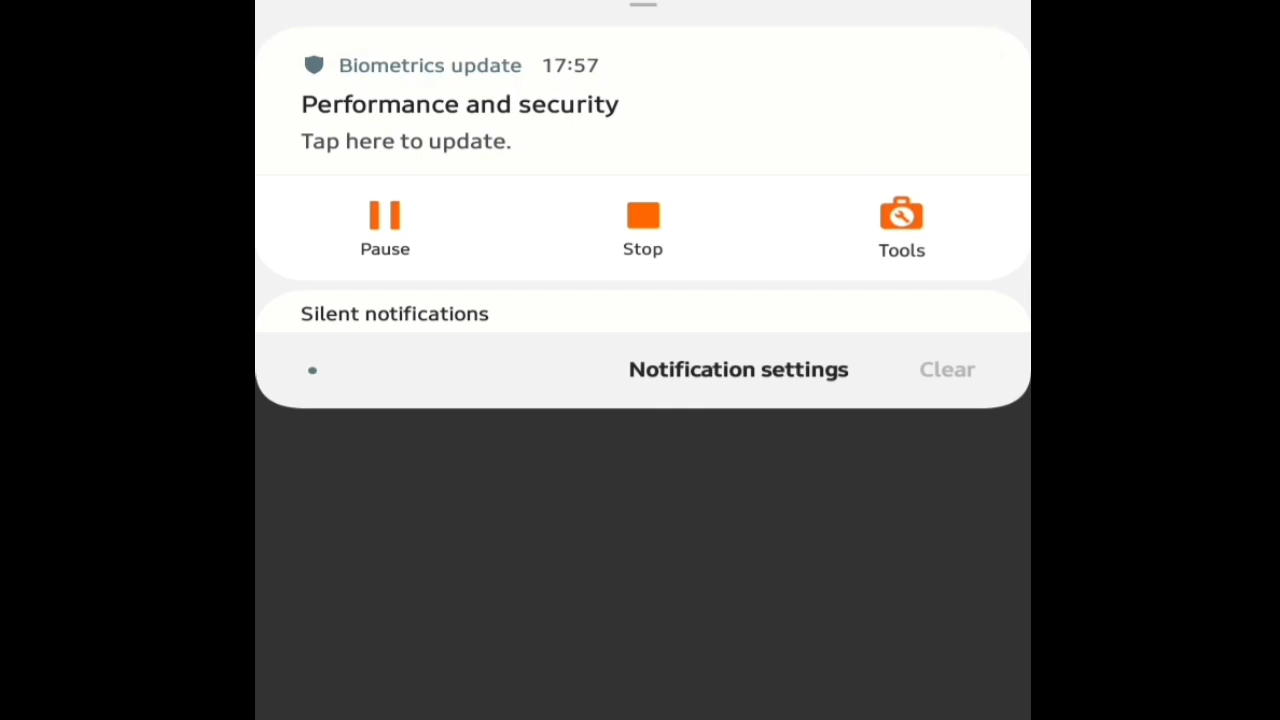 Biometrics update 17:57
Performance and security
Tap here to update.
Pause Stop Tools
Silent notifications
Notification settings Clear